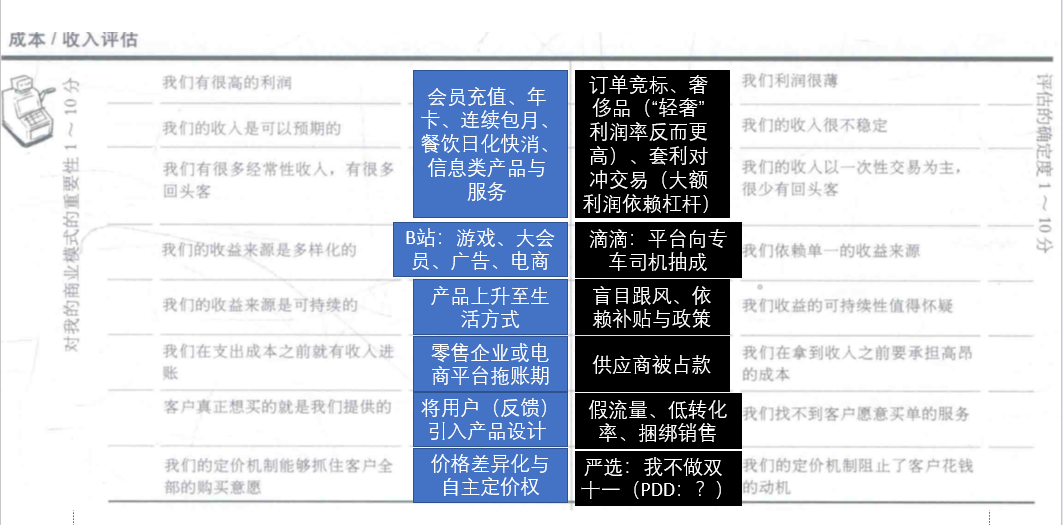 成本 / 收入评估
对我的商业模式的重要性 1 ~ 10 分
评估的确定度 1 ~ 10 分
我们有很高的利润
我们的收入是可以预期的
我们有很多经常性收入，有很多
回头客
会员充值、年
卡、连续包月、
餐饮日化快消、
信息类产品与
服务
订单竞标、奢
侈品（“轻奢”
利润率反而更
高）、套利对
冲交易（大额
利润依赖杠杆）
我们利润很薄
我们的收入很不稳定
我们的收入以一次性交易为主，
很少有回头客
我们的收益来源是多样化的
B站：游戏、大会
员、广告、电商
滴滴：平台向专
车司机抽成
我们依赖单一的收益来源
我们的收益来源是可持续的
产品上升至生
活方式
盲目跟风、依
赖补贴与政策
我们收益的可持续性值得怀疑
我们在支出成本之前就有收入进
账
零售企业或电
商平台拖账期
供应商被占款
我们在拿到收入之前要承担高昂
的成本
客户真正想买的就是我们提供的
将用户（反馈）
引入产品设计
假流量、低转化
率、捆绑销售
我们找不到客户愿意买单的服务
我们的定价机制能够抓住客户全
部的购买意愿
价格差异化与
自主定价权
严选：我不做双
十一（PDD：？）
我们的定价机制阻止了客户花钱
的动机